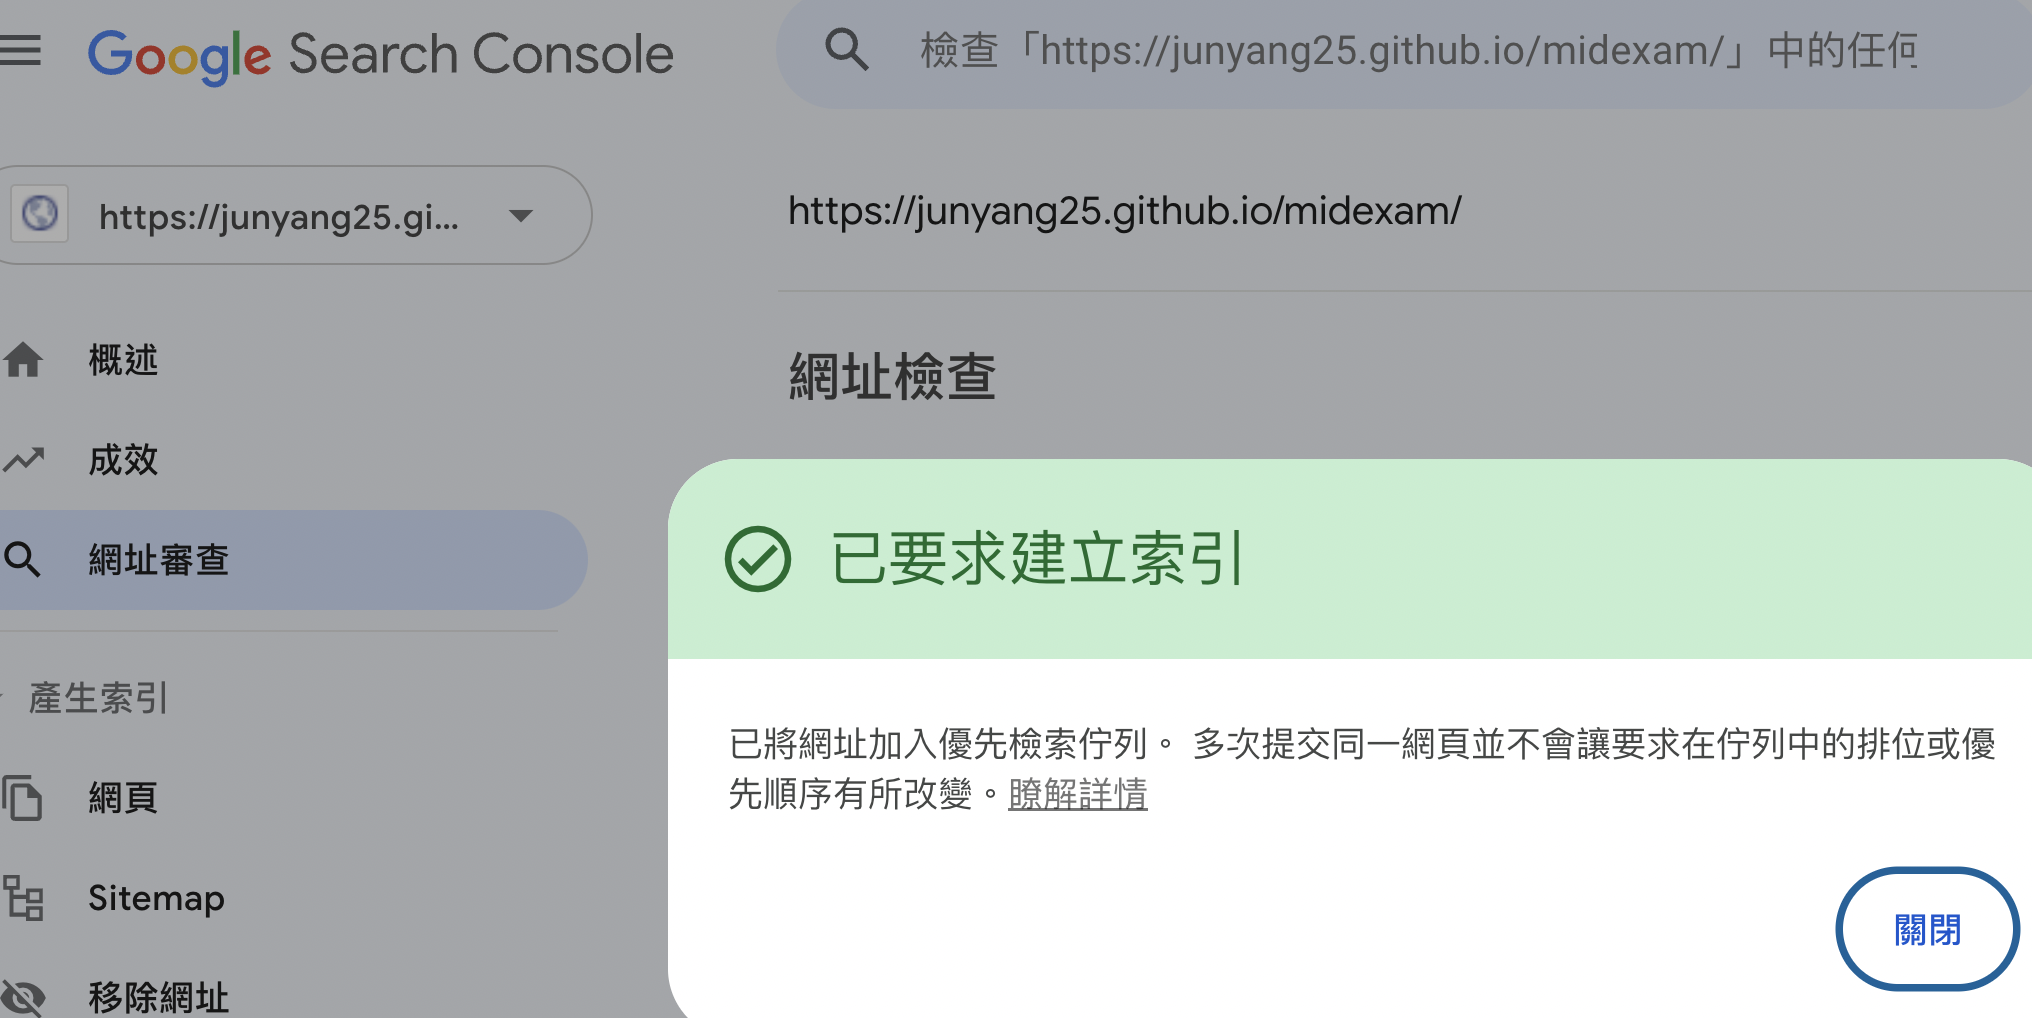 Google Search Console
檢查「https://junyang25.github.io/midexam/」中的任何
https://junyang25.gi...
https://junyang25.github.io/midexam/
概述
網址檢查
成效
網址審查
已要求建立索引
產生索引
已將網址加入優先檢索佇列。 多次提交同一網頁並不會讓要求在佇列中的排位或優
先順序有所改變。瞭解詳情
網頁
Sitemap
關閉
移除網址